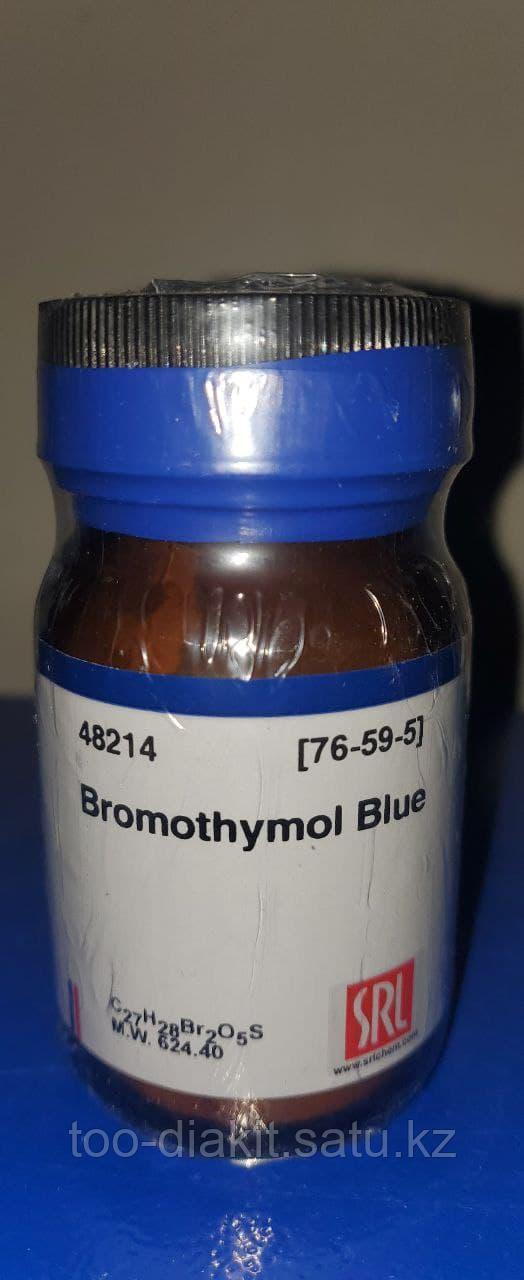 48214 [76-59-5]
Bromothymol Blue
C27H28Br2O5S
M.W. 624.40
SRL
www.srlchem.com
too-diakit.satu.kz